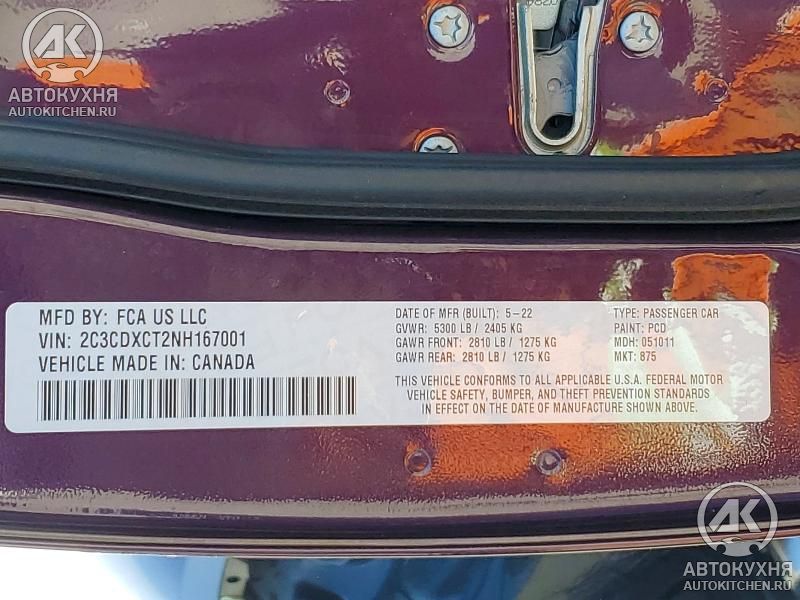 AK
АВТОКУХНЯ
AUTOKITCHEN.RU
MFD BY: FCA US LLC
VIN: 2C3CDXCT2NH167001
VEHICLE MADE IN: CANADA
DATE OF MFR (BUILT): 5-22
GVWR: 5300 LB / 2405 KG
GAWR FRONT: 2810 LB / 1275 KG
GAWR REAR: 2810 LB / 1275 KG
TYPE: PASSENGER CAR
PAINT: PCD
MDH: 051011
MKT: 875
THIS VEHICLE CONFORMS TO ALL APPLICABLE U.S.A. FEDERAL MOTOR
VEHICLE SAFETY, BUMPER, AND THEFT PREVENTION STANDARDS
IN EFFECT ON THE DATE OF MANUFACTURE SHOWN ABOVE.
AK
АВТОКУХНЯ
AUTOKITCHEN.RU